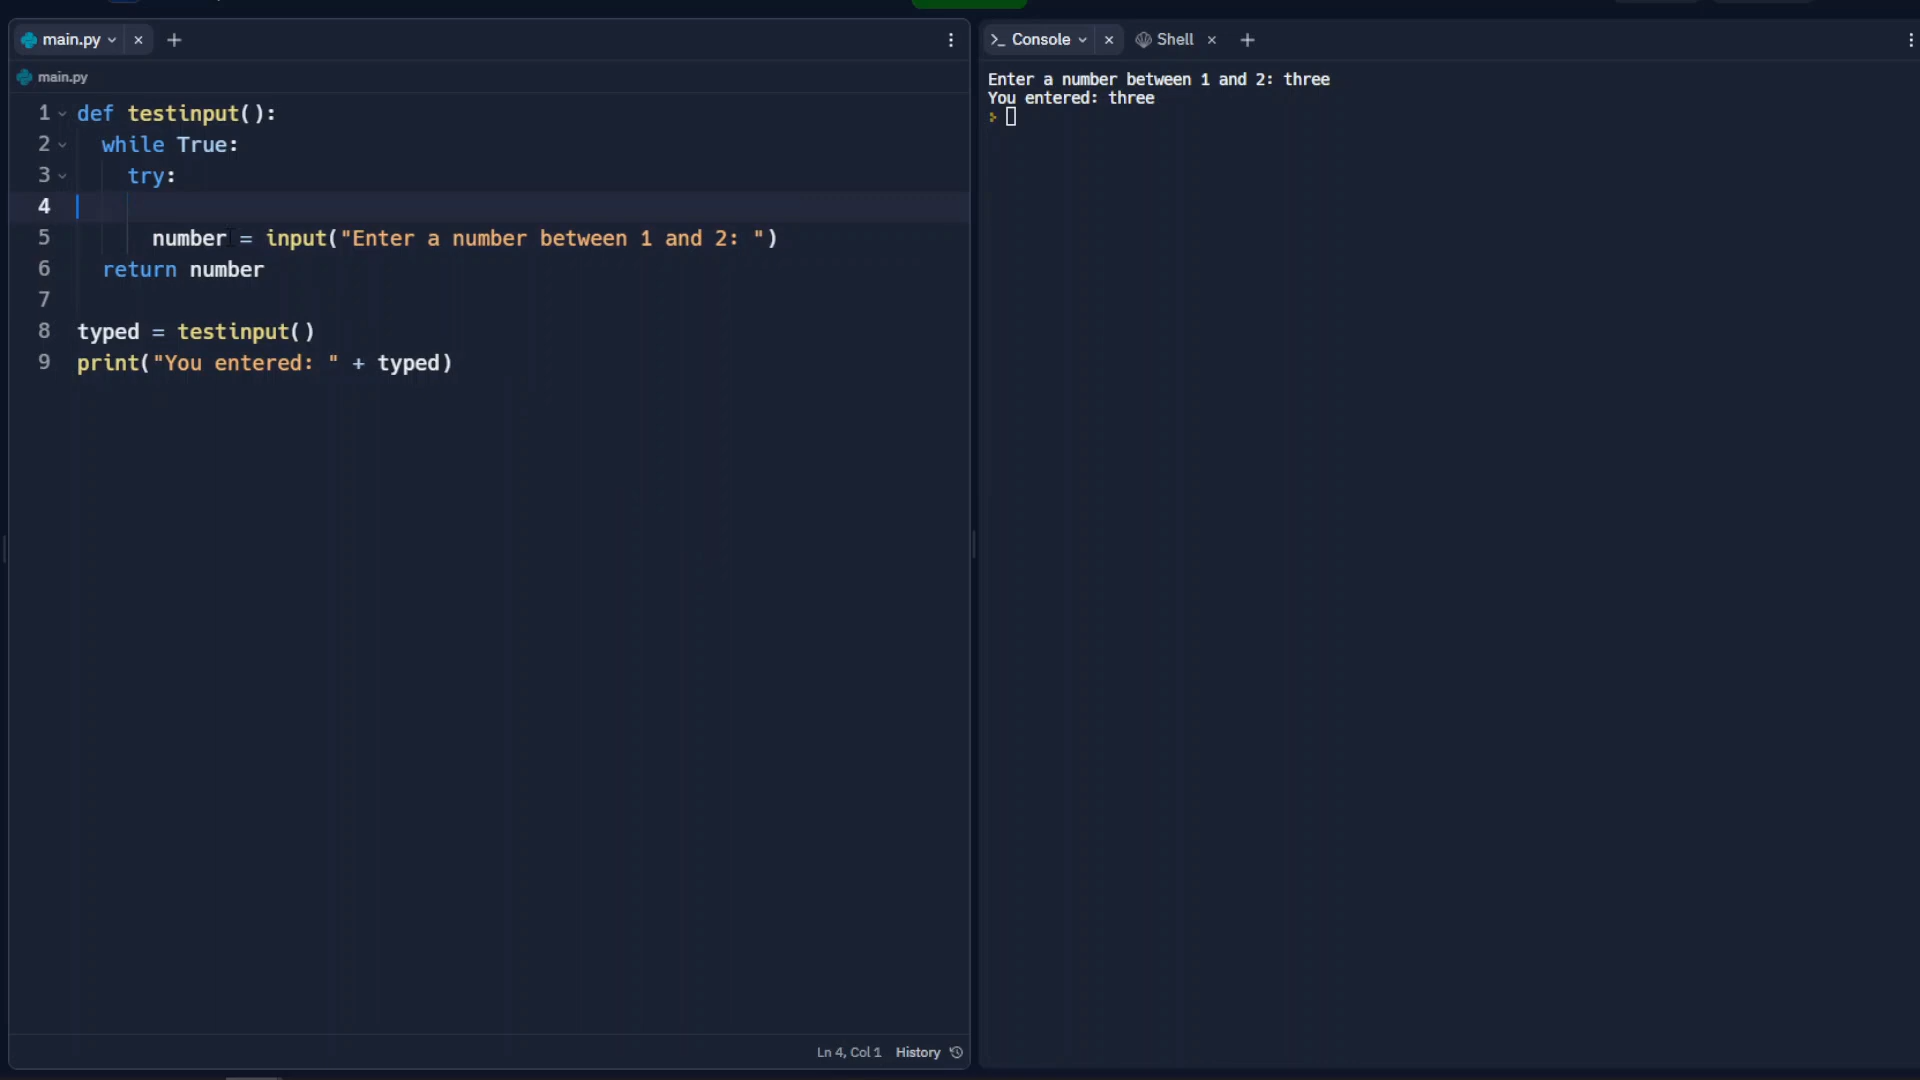 main.py
Console
Shell
main.py
1 def testinput():
2 while True:
3 try:
4
5 number = input("Enter a number between 1 and 2: ")
6 return number
7
8 typed = testinput()
9 print("You entered: " + typed)
Enter a number between 1 and 2: three
You entered: three
Ln 4, Col 1 History